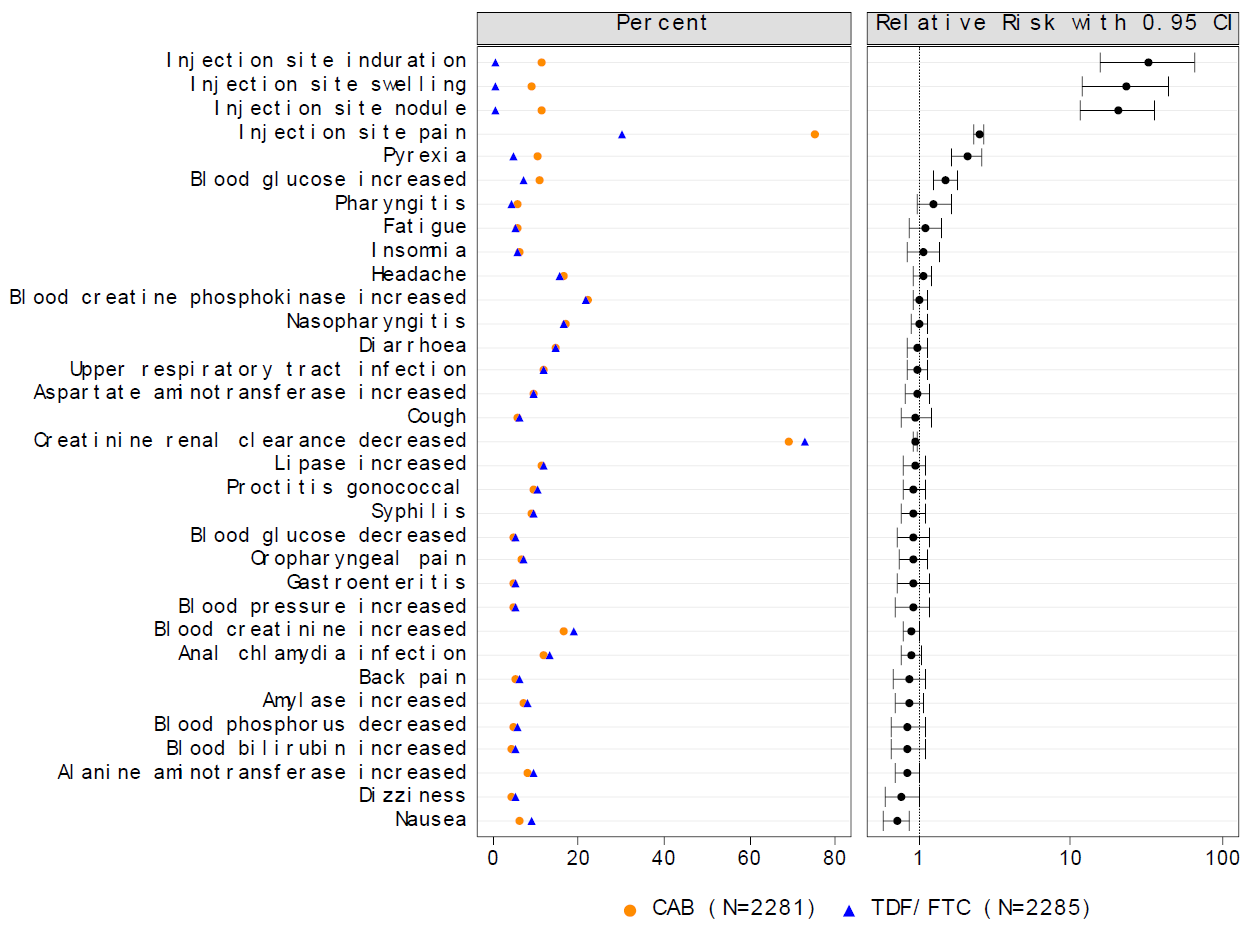 Percent
Relative Risk with 0.95 CI
Injection site induration
Injection site swelling
Injection site nodule
Injection site pain
Pyrexia
Blood glucose increased
Pharyngitis
Fatigue
Insomnia
Headache
Blood creatine phosphokinase increased
Nasopharyngitis
Diarrhoea
Upper respiratory tract infection
Aspartate aminotransferase increased
Cough
Creatinine renal clearance decreased
Lipase increased
Proctitis gonococcal
Syphilis
Blood glucose decreased
Oropharyngeal pain
Gastroenteritis
Blood pressure increased
Blood creatinine increased
Anal chlamydia infection
Back pain
Amylase increased
Blood phosphorus decreased
Blood bilirubin increased
Alanine aminotransferase increased
Dizziness
Nausea
0 20 40 60 80
1 10 100
CAB (N=2281) TDF/FTC (N=2285)